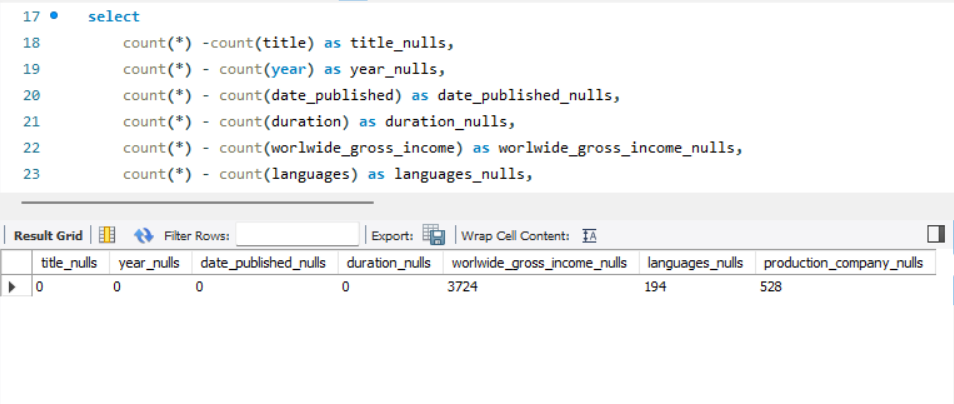 17 select
18 count(*) -count(title) as title_nulls,
19 count(*) - count(year) as year_nulls,
20 count(*) - count(date_published) as date_published_nulls,
21 count(*) - count(duration) as duration_nulls,
22 count(*) - count(worlwide_gross_income) as worlwide_gross_income_nulls,
23 count(*) - count(languages) as languages_nulls,
Result Grid Filter Rows: Export: Wrap Cell Content: IA
title_nulls year_nulls date_published_nulls duration_nulls worlwide_gross_income_nulls languages_nulls production_company_nulls
0 0 0 0 3724 194 528